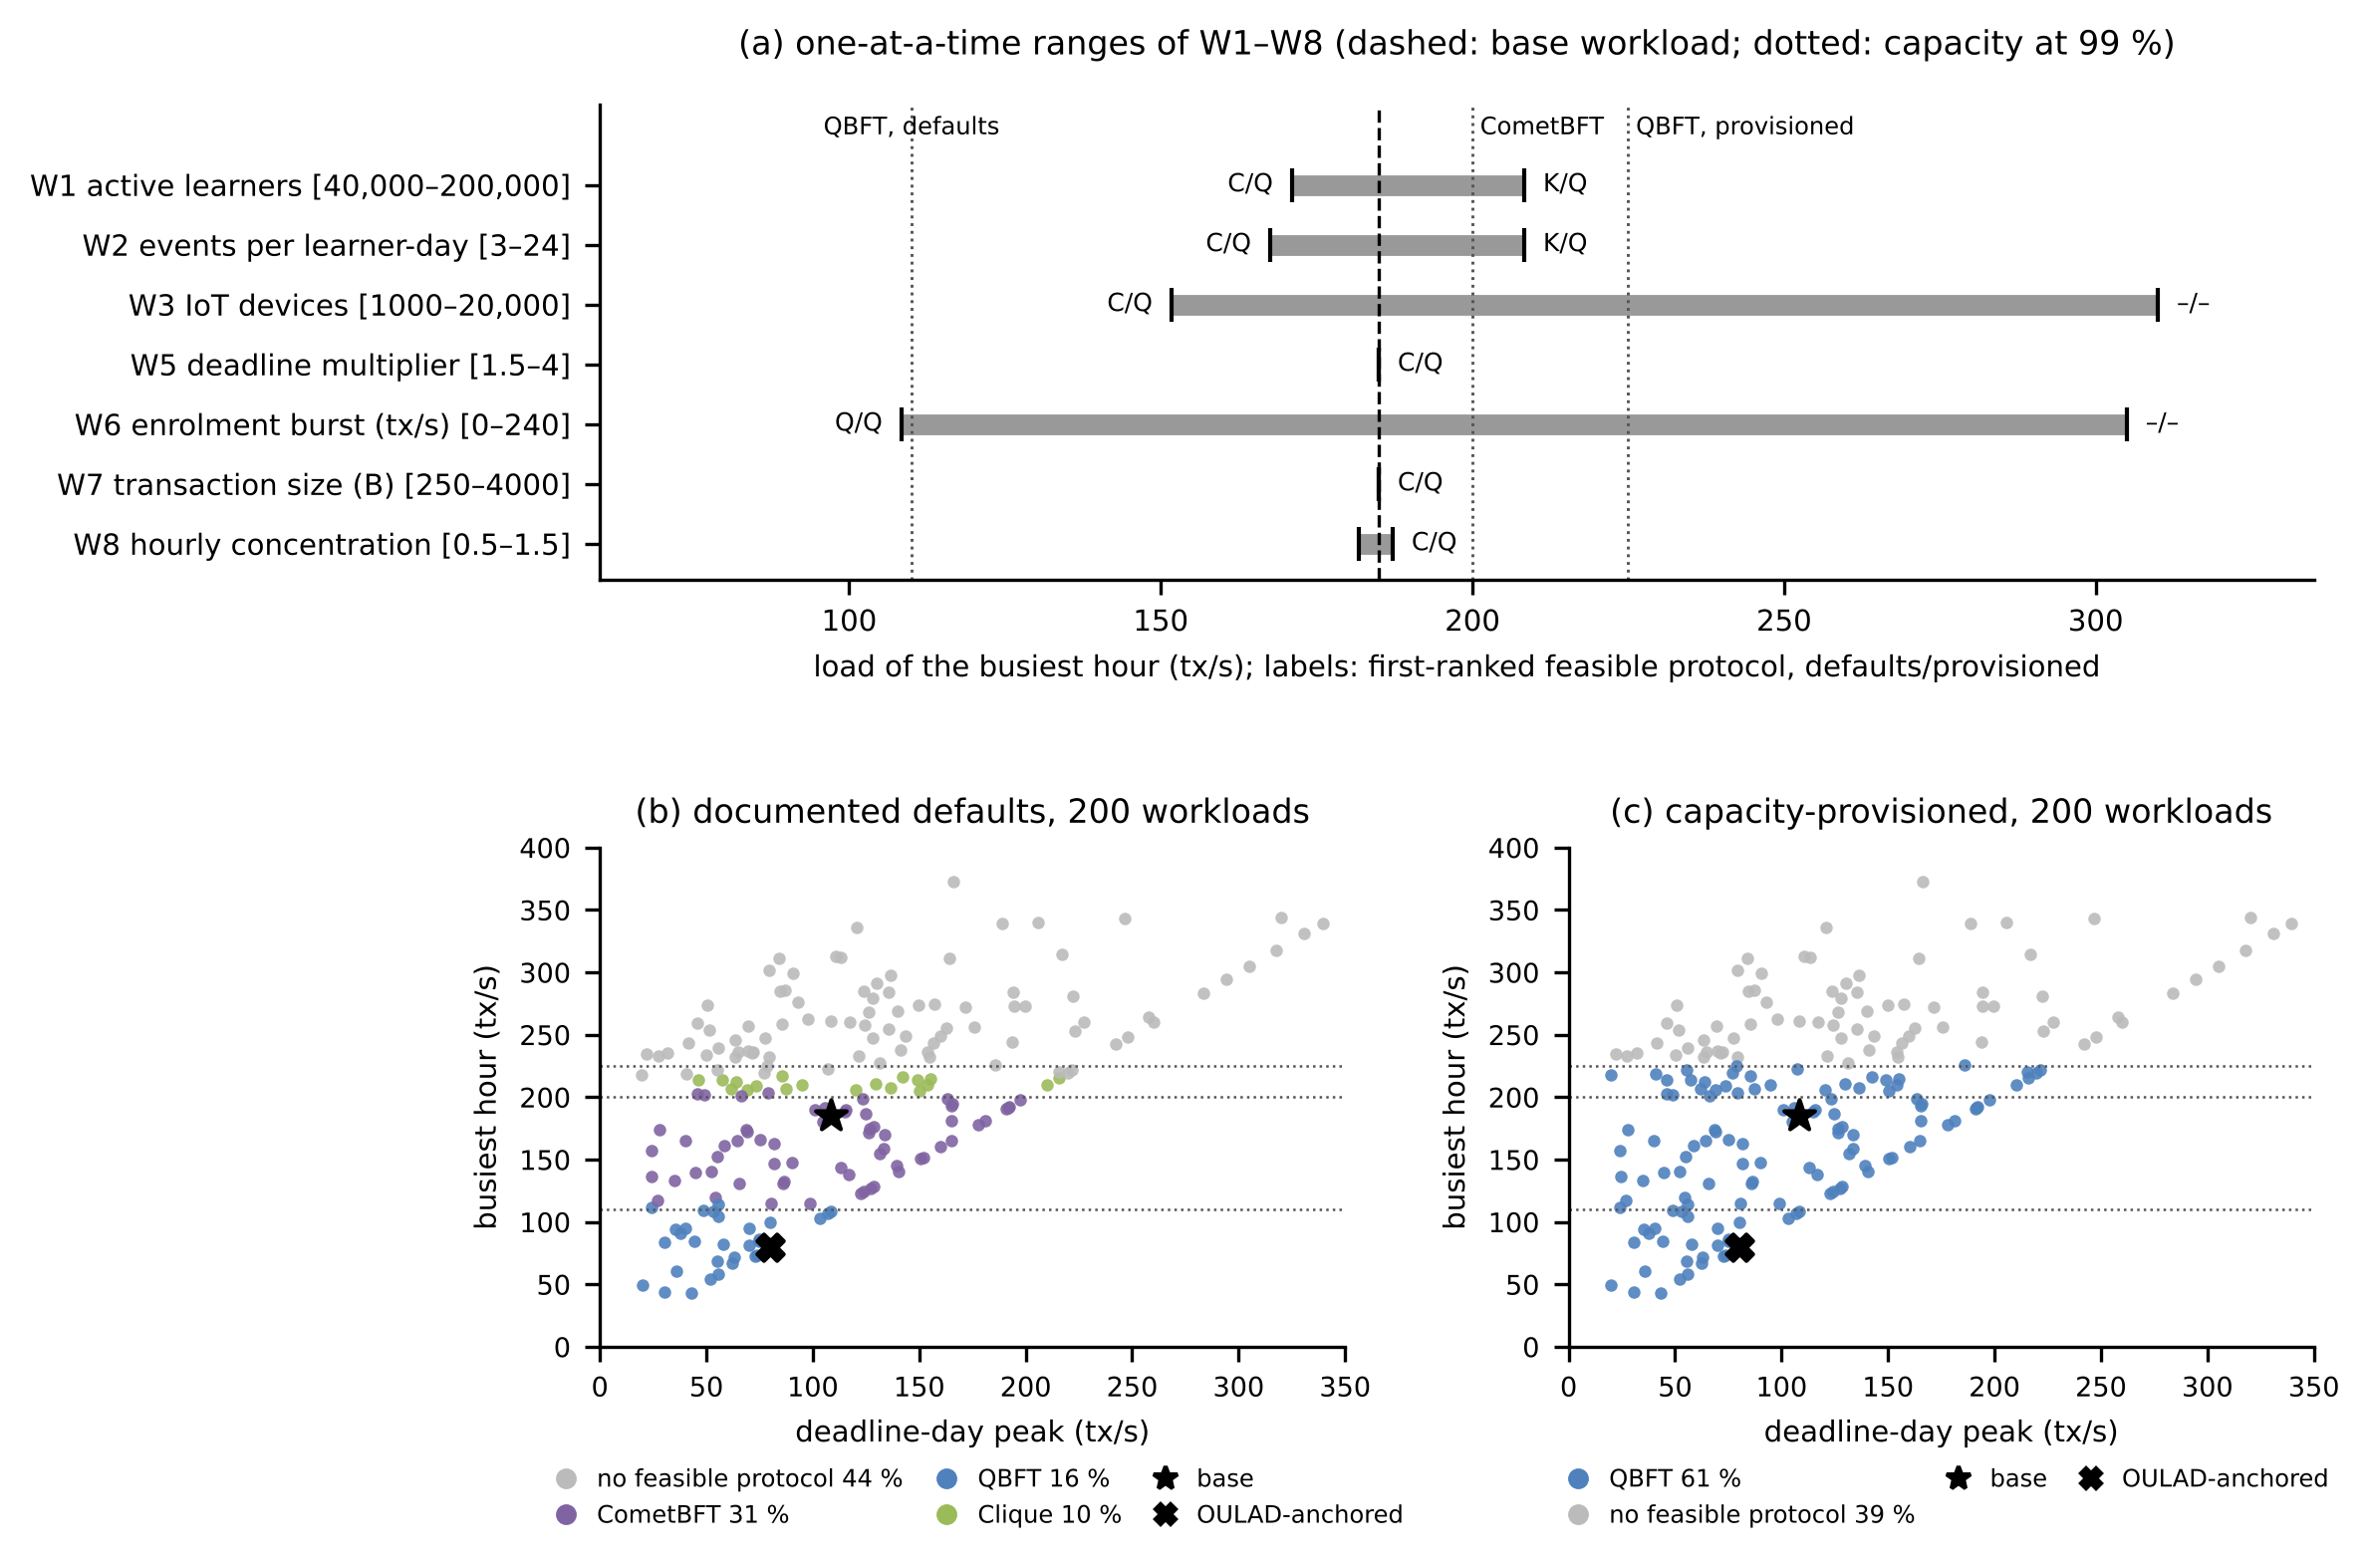 (a) one-at-a-time ranges of W1–W8 (dashed: base workload; dotted: capacity at 99 %)
QBFT, defaults
CometBFT
QBFT, provisioned
W1 active learners [40,000–200,000]
C/Q
K/Q
W2 events per learner-day [3–24]
C/Q
K/Q
W3 IoT devices [1000–20,000]
C/Q
–/–
W5 deadline multiplier [1.5–4]
C/Q
W6 enrolment burst (tx/s) [0–240]
Q/Q
–/–
W7 transaction size (B) [250–4000]
C/Q
W8 hourly concentration [0.5–1.5]
C/Q
100 150 200 250 300
load of the busiest hour (tx/s); labels: first-ranked feasible protocol, defaults/provisioned
(b) documented defaults, 200 workloads
400
350
300
250
200
150
100
50
0
busiest hour (tx/s)
0 50 100 150 200 250 300 350
deadline-day peak (tx/s)
no feasible protocol 44 %
CometBFT 31 %
QBFT 16 %
Clique 10 %
base
OULAD-anchored
(c) capacity-provisioned, 200 workloads
400
350
300
250
200
150
100
50
0
busiest hour (tx/s)
0 50 100 150 200 250 300 350
deadline-day peak (tx/s)
QBFT 61 %
no feasible protocol 39 %
base
OULAD-anchored